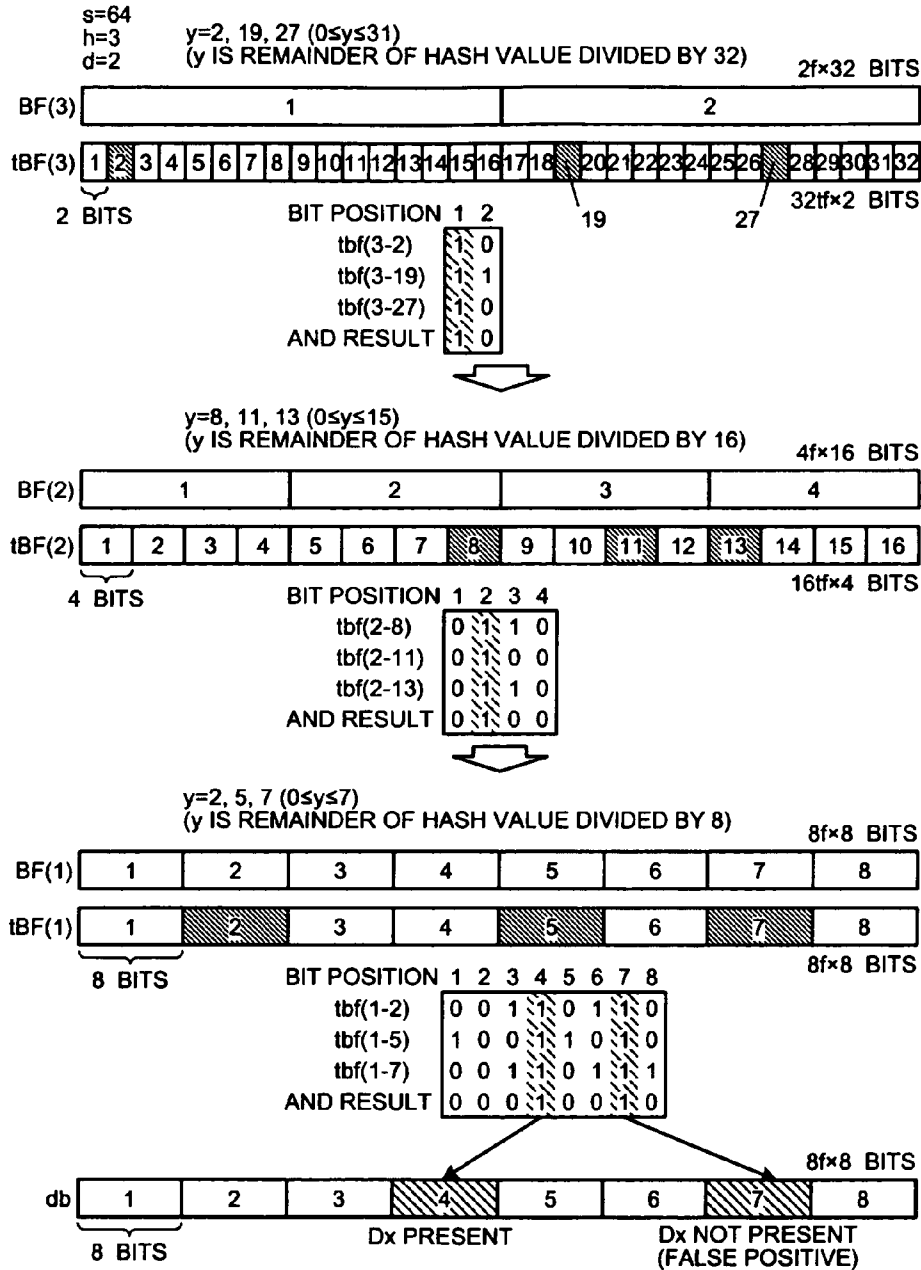 s=64
h=3
d=2
y=2, 19, 27 (0≤y≤31)
(y IS REMAINDER OF HASH VALUE DIVIDED BY 32)
2f×32 BITS
BF(3) 1 2
tBF(3) 1 2 3 4 5 6 7 8 9 10 11 12 13 14 15 16 17 18 20 21 22 23 24 25 26 28 29 30 31 32
2 BITS
19
27
32tf×2 BITS
BIT POSITION 1 2
tbf(3-2) 1 0
tbf(3-19) 1 1
tbf(3-27) 1 0
AND RESULT 1 0
y=8, 11, 13 (0≤y≤15)
(y IS REMAINDER OF HASH VALUE DIVIDED BY 16)
4f×16 BITS
BF(2) 1 2 3 4
tBF(2) 1 2 3 4 5 6 7 8 9 10 11 12 13 14 15 16
4 BITS
16tf×4 BITS
BIT POSITION 1 2 3 4
tbf(2-8) 0 1 1 0
tbf(2-11) 0 1 0 0
tbf(2-13) 0 1 1 0
AND RESULT 0 1 0 0
y=2, 5, 7 (0≤y≤7)
(y IS REMAINDER OF HASH VALUE DIVIDED BY 8)
8f×8 BITS
BF(1) 1 2 3 4 5 6 7 8
tBF(1) 1 2 3 4 5 6 7 8
8 BITS
8f×8 BITS
BIT POSITION 1 2 3 4 5 6 7 8
tbf(1-2) 0 0 1 1 0 1 1 0
tbf(1-5) 1 0 0 1 1 0 1 0
tbf(1-7) 0 0 1 1 0 1 1 1
AND RESULT 0 0 0 1 0 0 1 0
8f×8 BITS
db 1 2 3 4 5 6 7 8
8 BITS
Dx PRESENT
Dx NOT PRESENT
(FALSE POSITIVE)